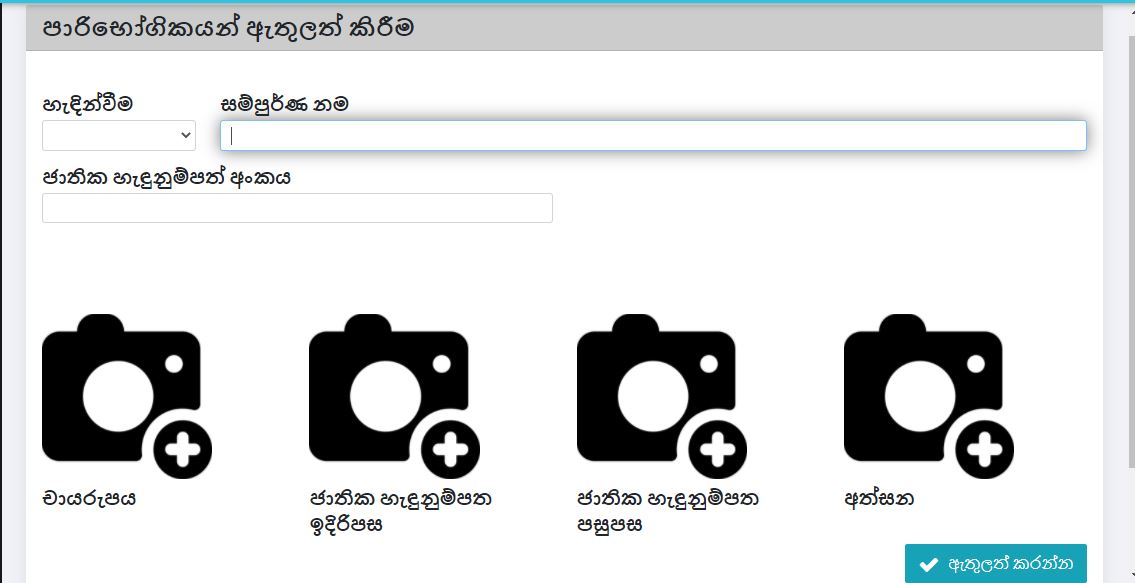 පාරිභෝගිකයන් ඇතුලත් කිරීම
හැඳින්වීම
සම්පුර්ණ නම
ජාතික හැඳුනුම්පත් අංකය
චායරුපය
ජාතික හැඳුනුම්පත
ඉදිරිපස
ජාතික හැඳුනුම්පත
පසුපස
අත්සන
ඇතුලත් කරන්න